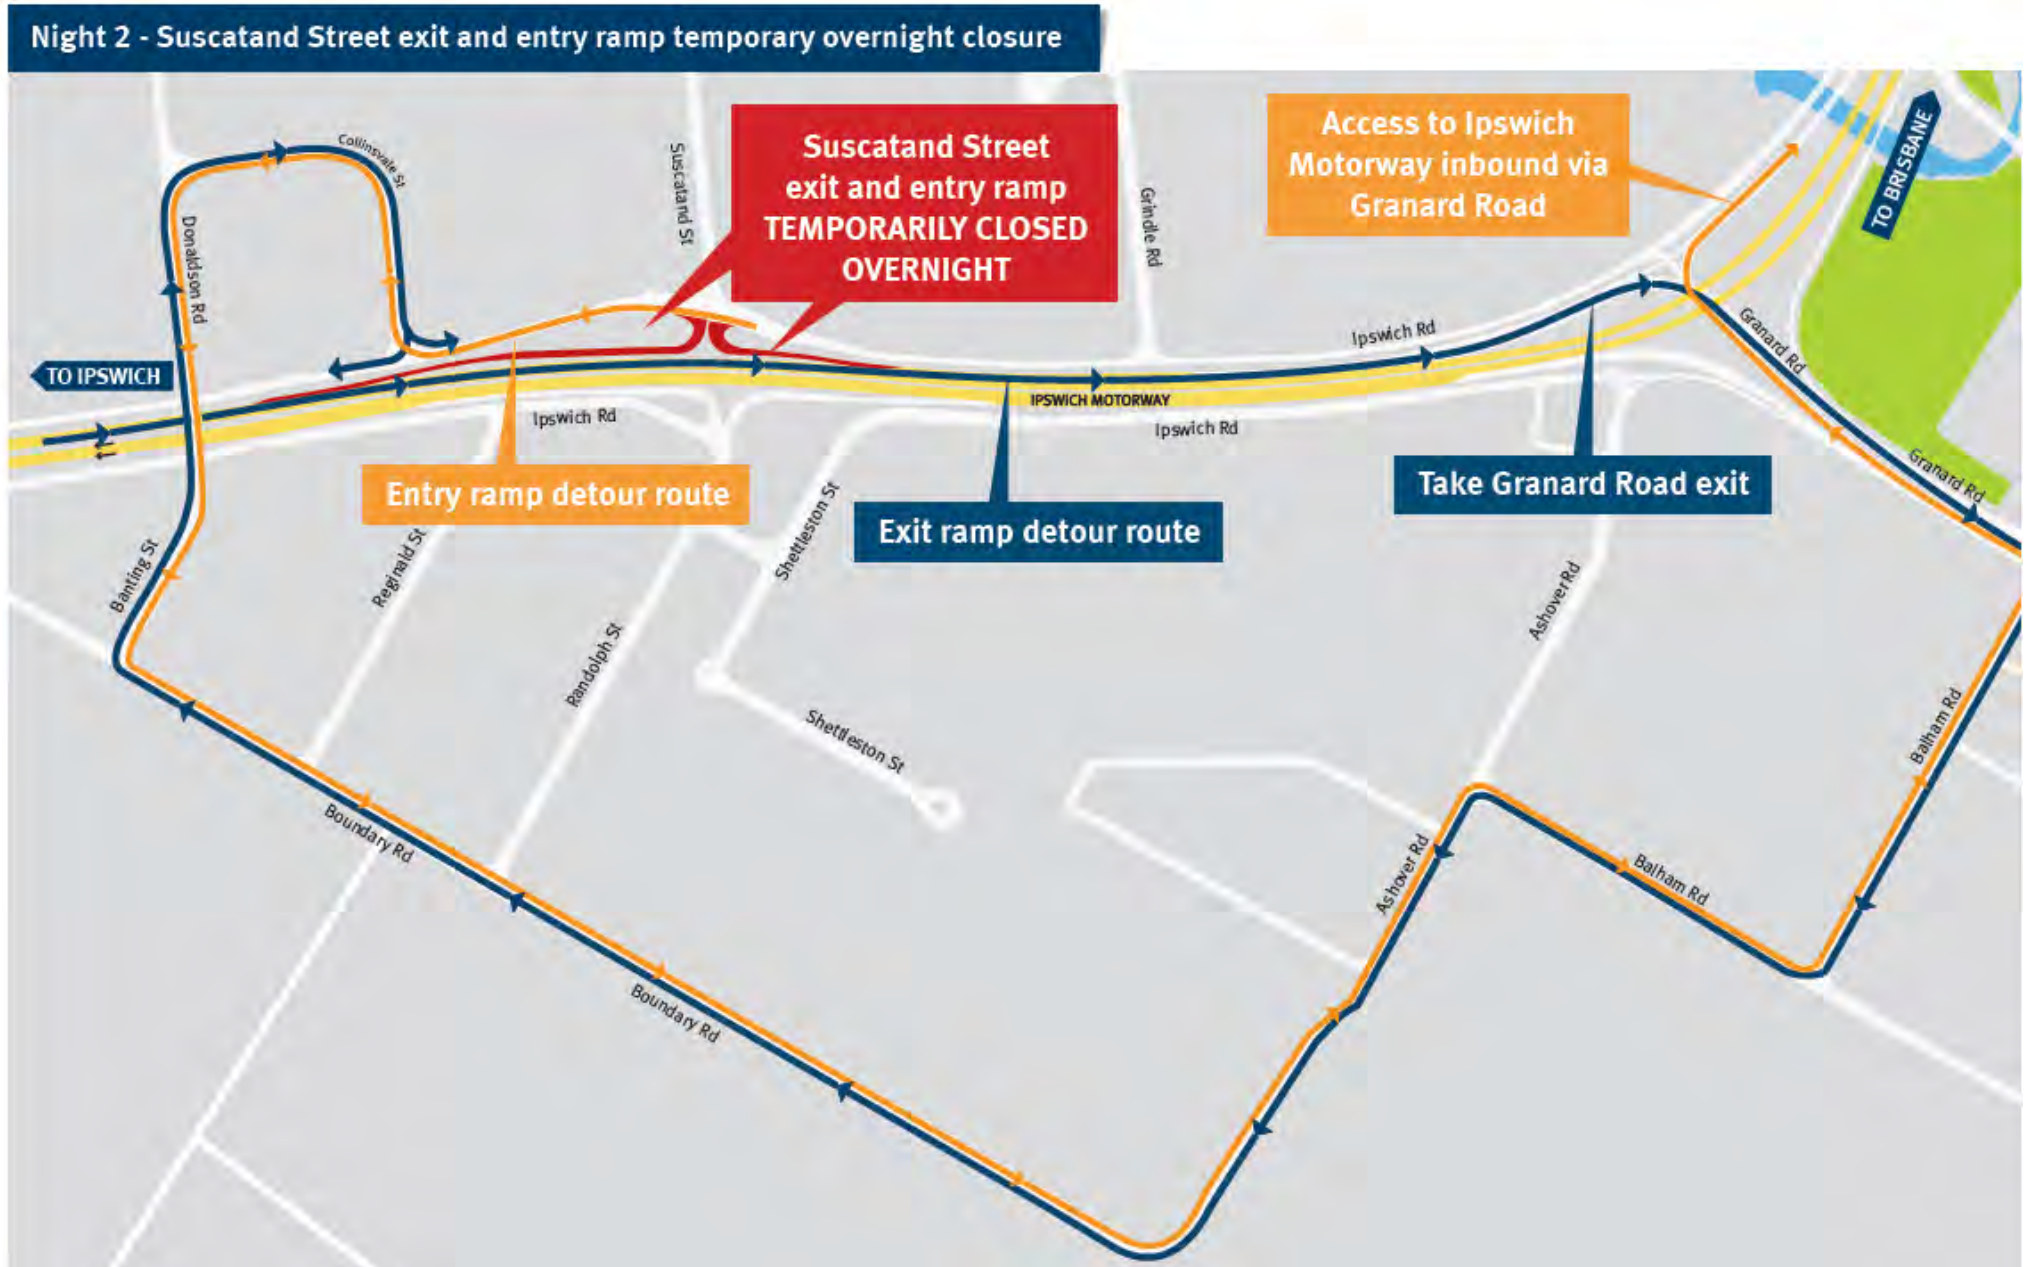 Night 2 - Suscatand Street exit and entry ramp temporary overnight closure
Collinsvale St
Suscatand St
Suscatand Street
exit and entry ramp
TEMPORARILY CLOSED
OVERNIGHT
Grindle Rd
Access to Ipswich
Motorway inbound via
Granard Road
TO BRISBANE
Donaldson Rd
TO IPSWICH
Ipswich Rd
Granard Rd
IPSWICH MOTORWAY
Ipswich Rd
Ipswich Rd
Entry ramp detour route
Exit ramp detour route
Take Granard Road exit
Granard Rd
Banting St
Reginald St
Shettleston St
Ashover Rd
Randolph St
Shettleston St
Balham Rd
Boundary Rd
Ashover Rd
Balham Rd
Boundary Rd